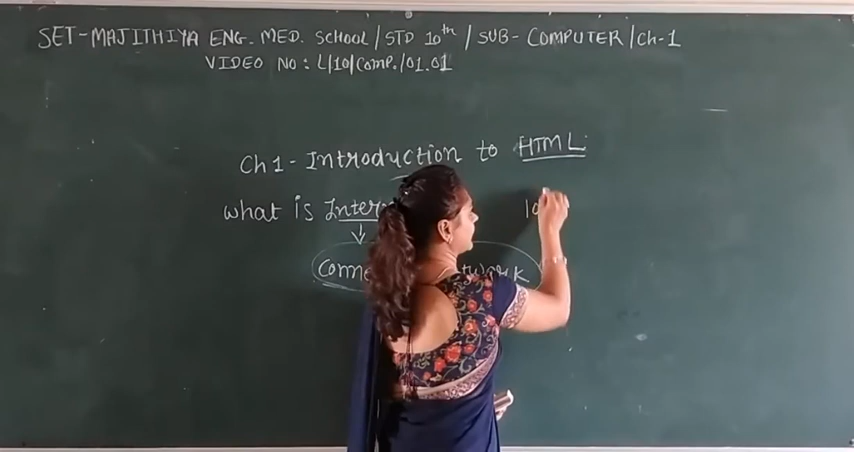 SET-MAJITHIYA ENG. MED. SCHOOL / STD 10th / SUB- COMPUTER / Ch-1
VIDEO NO: L/10/Comp./01.01
Ch 1 - Introduction to HTML
what is